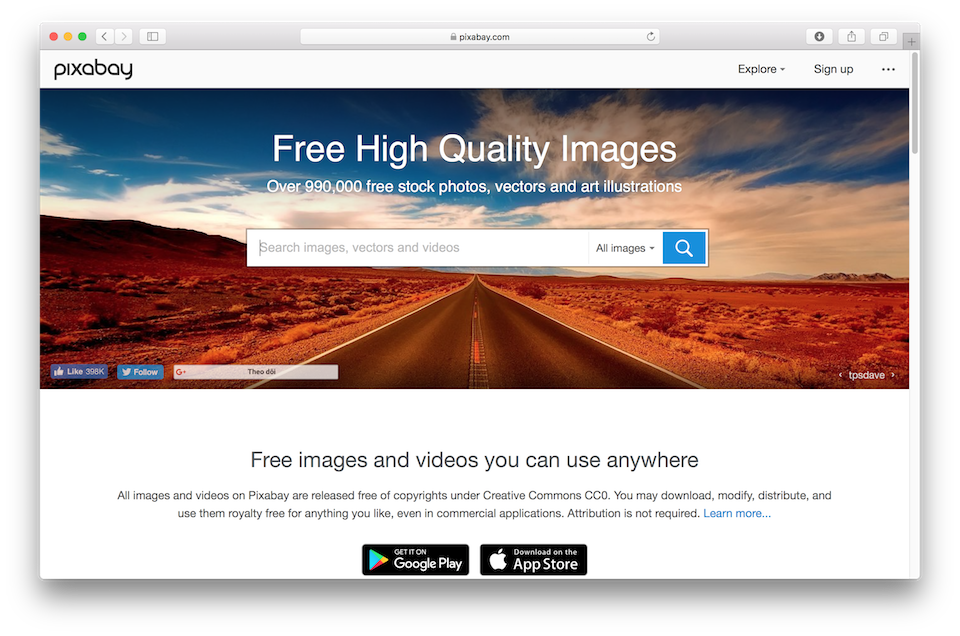 pixabay.com
pixabay
Explore
Sign up
Free High Quality Images
Over 990,000 free stock photos, vectors and art illustrations
Search images, vectors and videos
All images
Like 398K
Follow
G+ Theo dõi
‹ tpsdave ›
Free images and videos you can use anywhere
All images and videos on Pixabay are released free of copyrights under Creative Commons CC0. You may download, modify, distribute, and
use them royalty free for anything you like, even in commercial applications. Attribution is not required. Learn more...
GET IT ON
Google Play
Download on the
App Store